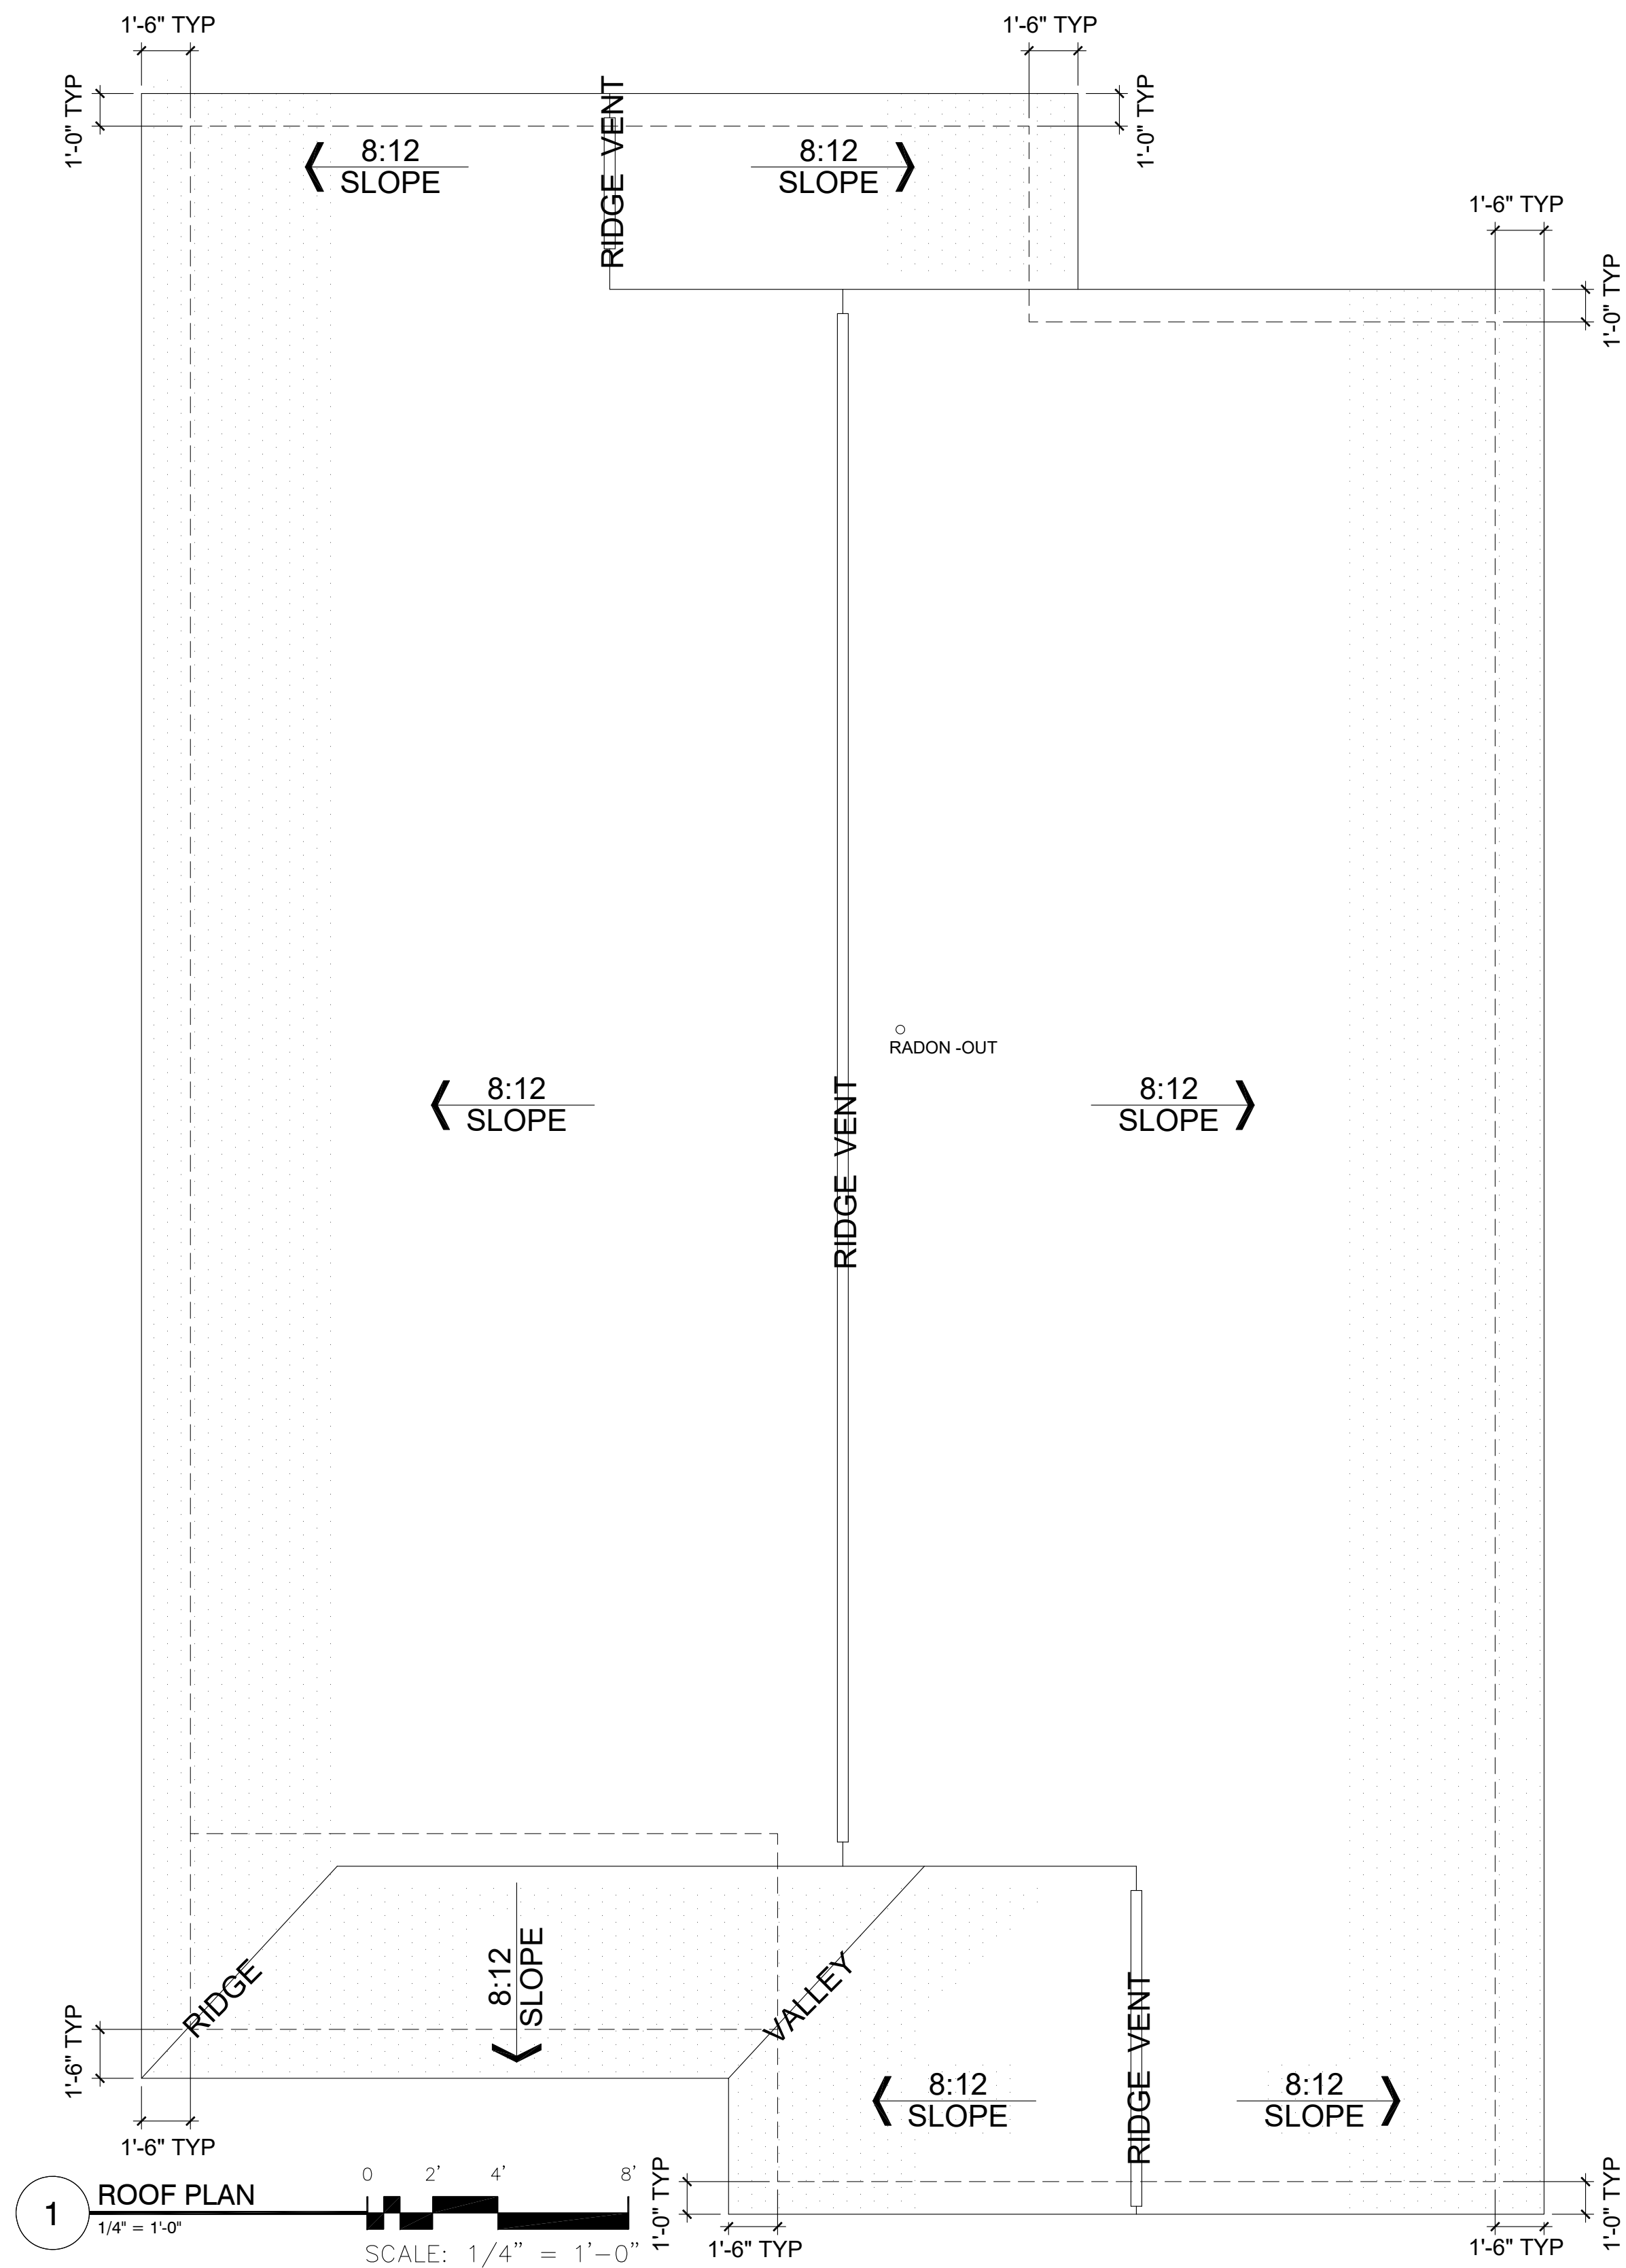 1'-6" TYP
1'-6" TYP
1'-0" TYP
1'-0" TYP
RIDGE VENT
8:12
SLOPE
8:12
SLOPE
1'-6" TYP
1'-0" TYP
RADON -OUT
8:12
SLOPE
RIDGE VENT
8:12
SLOPE
RIDGE
8:12
SLOPE
VALLEY
RIDGE VENT
1'-6" TYP
8:12
SLOPE
8:12
SLOPE
1'-6" TYP
1
ROOF PLAN
1/4" = 1'-0"
0 2' 4' 8'
SCALE: 1/4" = 1'-0"
1'-0" TYP
1'-6" TYP
1'-6" TYP
1'-0" TYP